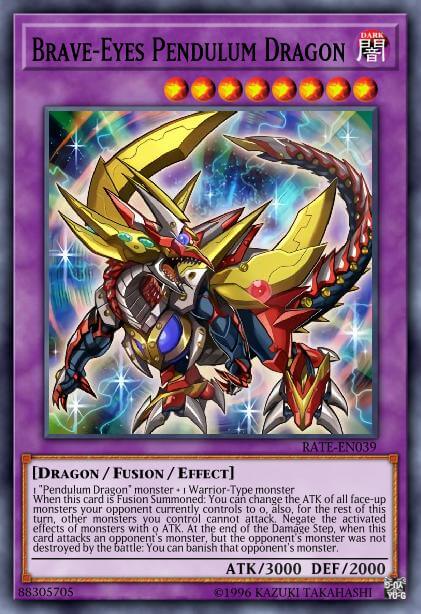 BRAVE-EYES PENDULUM DRAGON
DARK
闇
RATE-EN039
[DRAGON / FUSION / EFFECT]
1 "Pendulum Dragon" monster + 1 Warrior-Type monster
When this card is Fusion Summoned: You can change the ATK of all face-up
monsters your opponent currently controls to 0, also, for the rest of this
turn, other monsters you control cannot attack. Negate the activated
effects of monsters with 0 ATK. At the end of the Damage Step, when this
card attacks an opponent's monster, but the opponent's monster was not
destroyed by the battle: You can banish that opponent's monster.
ATK/3000 DEF/2000
88305705
©1996 KAZUKI TAKAHASHI